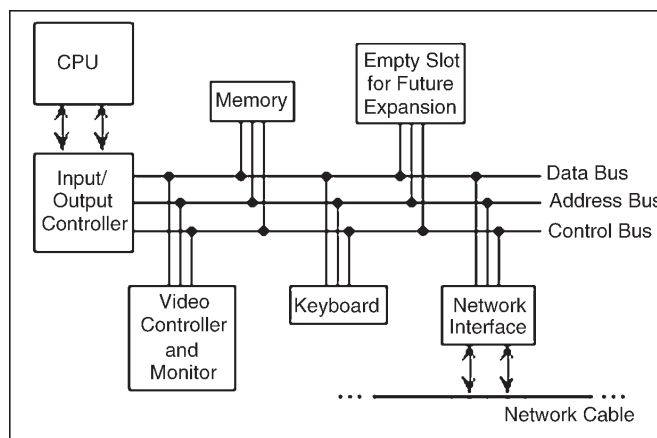 CPU
Empty Slot
for Future
Expansion
Memory
Input/
Output
Controller
Data Bus
Address Bus
Control Bus
Video
Controller
and
Monitor
Keyboard
Network
Interface
Network Cable